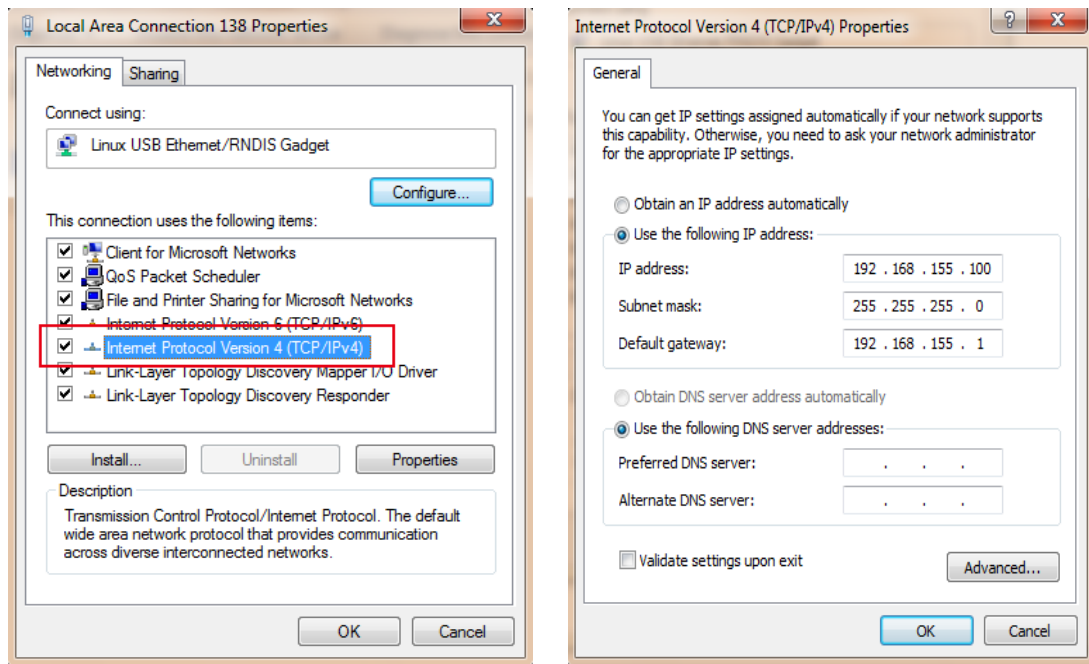 Local Area Connection 138 Properties
Networking
Sharing
Connect using:
Linux USB Ethernet/RNDIS Gadget
Configure...
This connection uses the following items:
Client for Microsoft Networks
QoS Packet Scheduler
File and Printer Sharing for Microsoft Networks
Internet Protocol Version 6 (TCP/IPv6)
Internet Protocol Version 4 (TCP/IPv4)
Link-Layer Topology Discovery Mapper I/O Driver
Link-Layer Topology Discovery Responder
Install...
Uninstall
Properties
Description
Transmission Control Protocol/Internet Protocol. The default
wide area network protocol that provides communication
across diverse interconnected networks.
OK
Cancel
Internet Protocol Version 4 (TCP/IPv4) Properties
General
You can get IP settings assigned automatically if your network supports
this capability. Otherwise, you need to ask your network administrator
for the appropriate IP settings.
Obtain an IP address automatically
Use the following IP address:
IP address: 192 . 168 . 155 . 100
Subnet mask: 255 . 255 . 255 . 0
Default gateway: 192 . 168 . 155 . 1
Obtain DNS server address automatically
Use the following DNS server addresses:
Preferred DNS server: . . .
Alternate DNS server: . . .
Validate settings upon exit
Advanced...
OK
Cancel